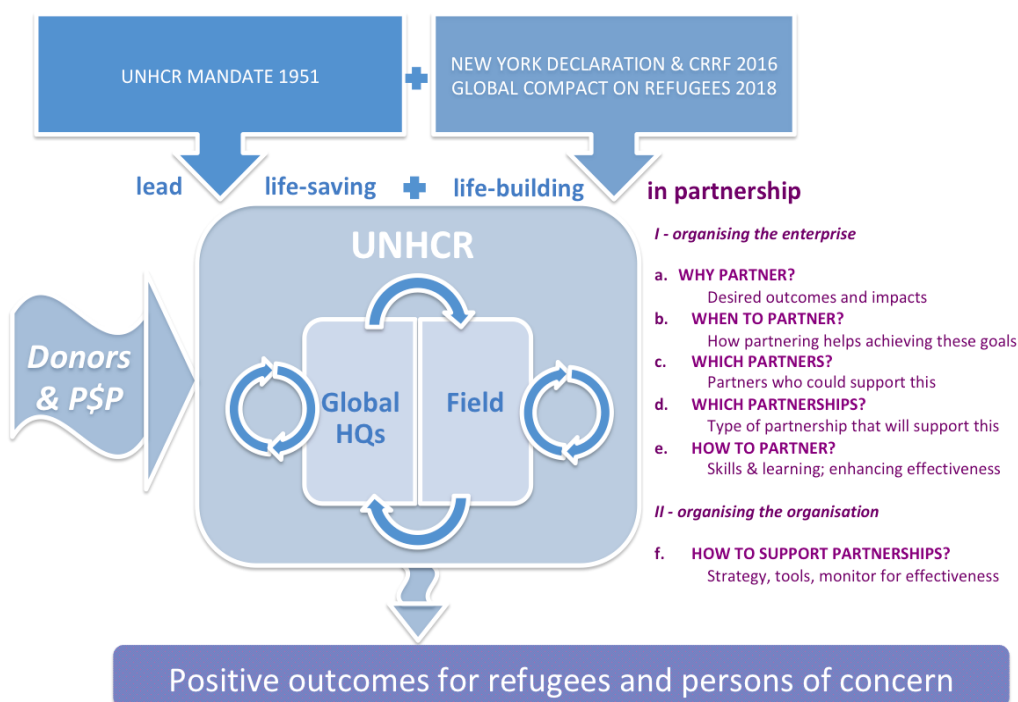 UNHCR MANDATE 1951
NEW YORK DECLARATION & CRRF 2016
GLOBAL COMPACT ON REFUGEES 2018
lead
life-saving
life-building
in partnership
UNHCR
Donors
& P$P
Global
HQs
Field
I - organising the enterprise
a. WHY PARTNER?
Desired outcomes and impacts
b. WHEN TO PARTNER?
How partnering helps achieving these goals
c. WHICH PARTNERS?
Partners who could support this
d. WHICH PARTNERSHIPS?
Type of partnership that will support this
e. HOW TO PARTNER?
Skills & learning; enhancing effectiveness
II - organising the organisation
f. HOW TO SUPPORT PARTNERSHIPS?
Strategy, tools, monitor for effectiveness
Positive outcomes for refugees and persons of concern